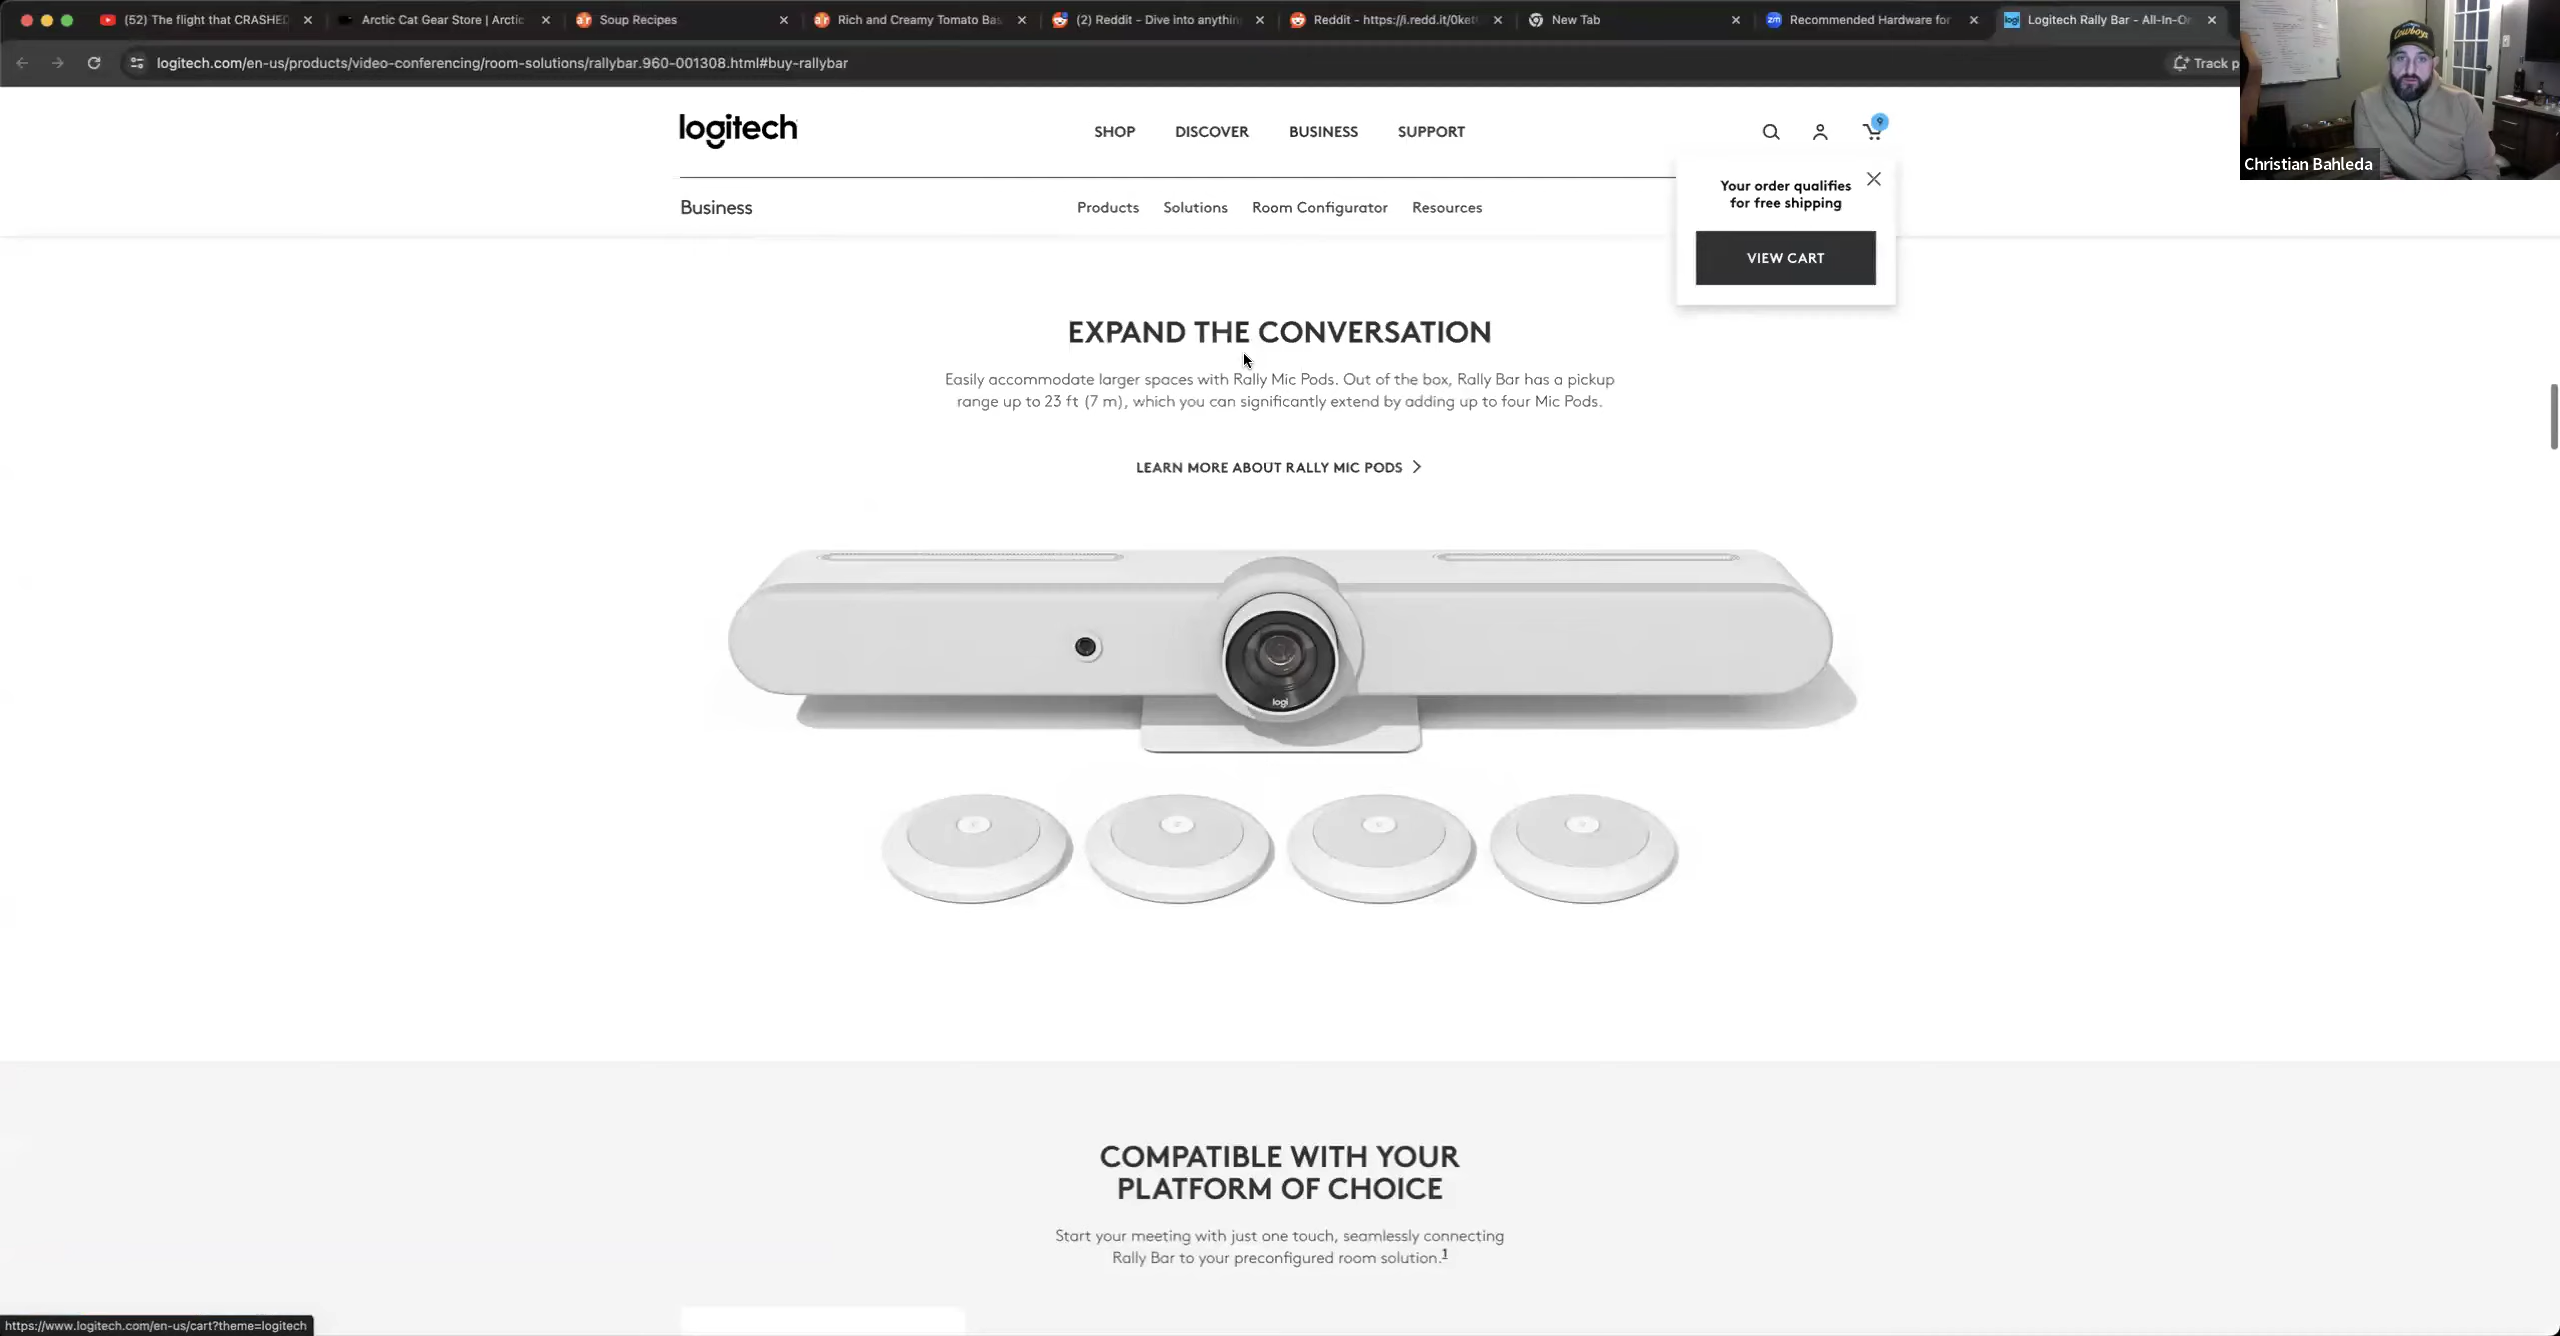 (52) The flight that CRASHED
Arctic Cat Gear Store | Arctic
Soup Recipes
Rich and Creamy Tomato Bas
(2) Reddit - Dive into anythin
Reddit - https://i.redd.it/0ket
New Tab
zm
Recommended Hardware for
logi
Logitech Rally Bar - All-In-O
logitech.com/en-us/products/video-conferencing/room-solutions/rallybar.960-001308.html#buy-rallybar
Track p
Christian Bahleda
logitech
SHOP
DISCOVER
BUSINESS
SUPPORT
9
Your order qualifies
for free shipping
VIEW CART
Business
Products
Solutions
Room Configurator
Resources
EXPAND THE CONVERSATION
Easily accommodate larger spaces with Rally Mic Pods. Out of the box, Rally Bar has a pickup
range up to 23 ft (7 m), which you can significantly extend by adding up to four Mic Pods.
LEARN MORE ABOUT RALLY MIC PODS
logi
COMPATIBLE WITH YOUR
PLATFORM OF CHOICE
Start your meeting with just one touch, seamlessly connecting
Rally Bar to your preconfigured room solution.1
https://www.logitech.com/en-us/cart?theme=logitech